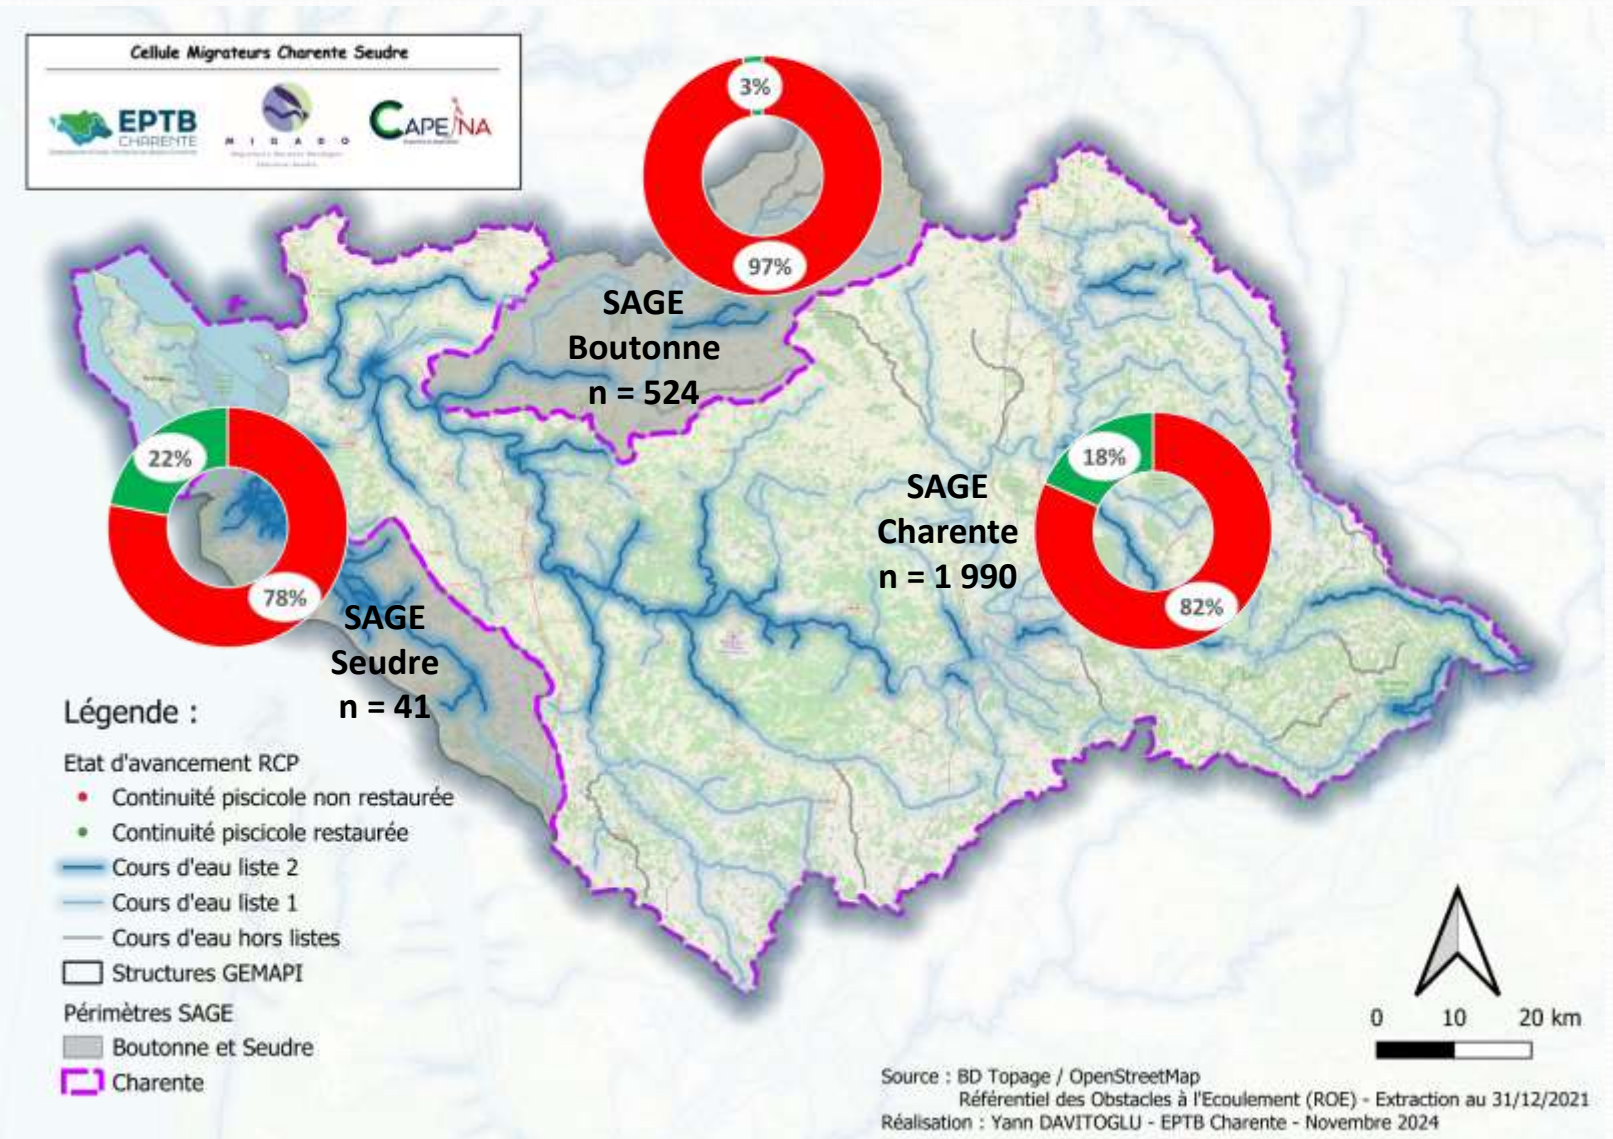 Cellule Migrateurs Charente Seudre
EPTB
CHARENTE
MIGADO
CAPENA
3%
97%
SAGE
Boutonne
n = 524
22%
78%
SAGE
Seudre
n = 41
18%
82%
SAGE
Charente
n = 1 990
Légende :
Etat d'avancement RCP
Continuité piscicole non restaurée
Continuité piscicole restaurée
Cours d'eau liste 2
Cours d'eau liste 1
Cours d'eau hors listes
Structures GEMAPI
Périmètres SAGE
Boutonne et Seudre
Charente
0 10 20 km
Source : BD Topage / OpenStreetMap
Référentiel des Obstacles à l'Ecoulement (ROE) - Extraction au 31/12/2021
Réalisation : Yann DAVITOGLU - EPTB Charente - Novembre 2024